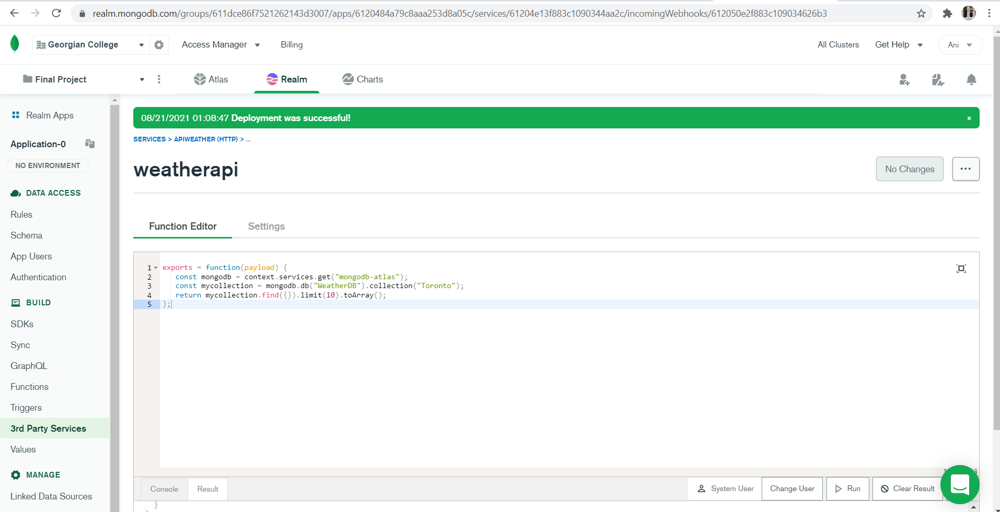 realm.mongodb.com/groups/611dce86f7521262143d3007/apps/6120484a79c8aaa253d8a05c/services/61204e13f883c1090344aa2c/incomingWebhooks/612050e2f883c109034626b3
Georgian College
Access Manager
Billing
All Clusters
Get Help
Ani
Final Project
Atlas
Realm
Charts
Realm Apps
Application-0
NO ENVIRONMENT
DATA ACCESS
Rules
Schema
App Users
Authentication
BUILD
SDKs
Sync
GraphQL
Functions
Triggers
3rd Party Services
Values
MANAGE
Linked Data Sources
08/21/2021 01:08:47 Deployment was successful! ×
SERVICES > APIWEATHER (HTTP) > ...
weatherapi
No Changes
...
Function Editor
Settings
1 exports = function(payload) {
2 const mongodb = context.services.get("mongodb-atlas");
3 const mycollection = mongodb.db("WeatherDB").collection("Toronto");
4 return mycollection.find({}).limit(10).toArray();
5 };
Console
Result
System User
Change User
Run
Clear Result
}